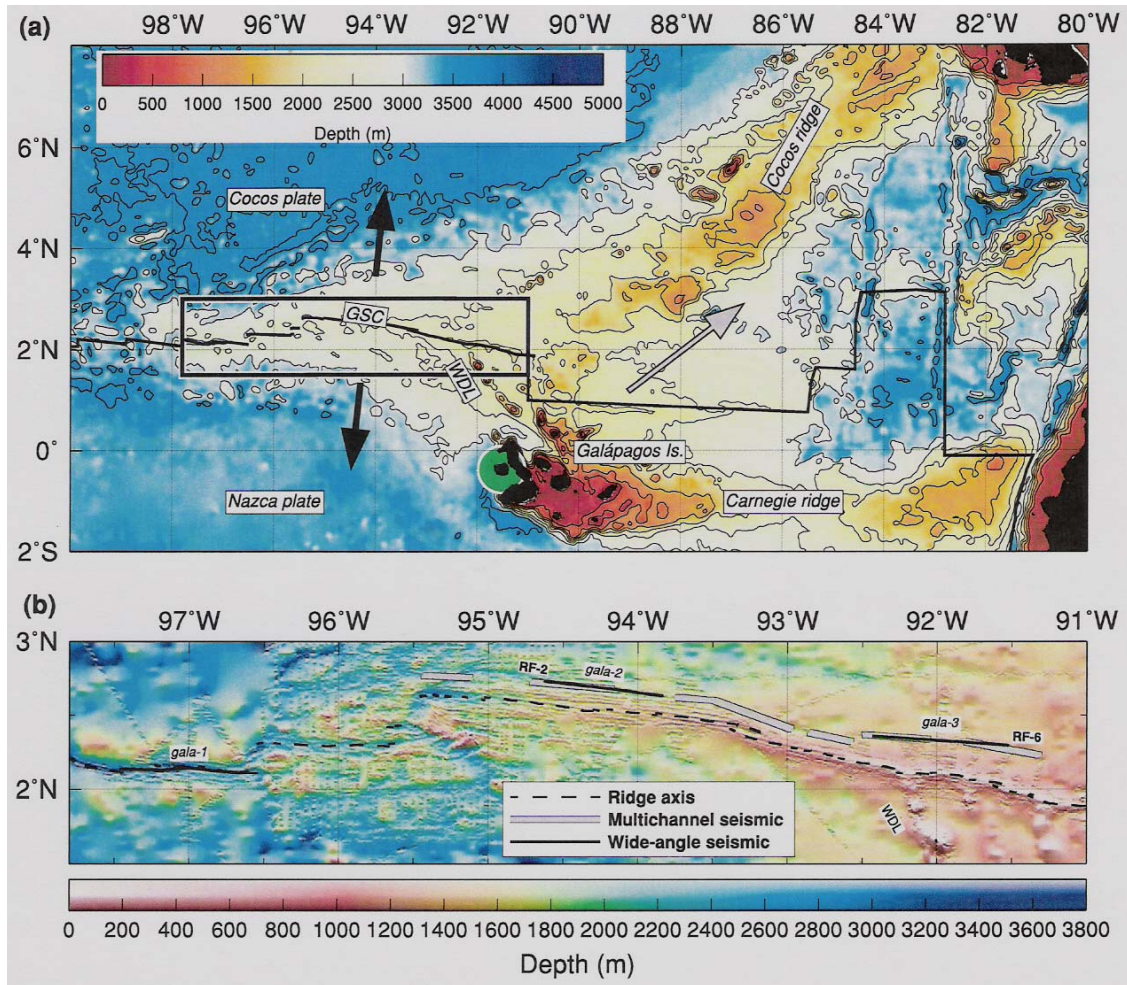 (a)
98°W 96°W 94°W 92°W 90°W 88°W 86°W 84°W 82°W 80°W
0 500 1000 1500 2000 2500 3000 3500 4000 4500 5000
Depth (m)
6°N
4°N
2°N
0°
2°S
Cocos ridge
Cocos plate
GSC
WDL
Galápagos Is.
Nazca plate
Carnegie ridge
(b)
97°W 96°W 95°W 94°W 93°W 92°W 91°W
3°N
2°N
RF-2 gala-2
gala-1
gala-3 RF-6
Ridge axis
Multichannel seismic
Wide-angle seismic
WDL
0 200 400 600 800 1000 1200 1400 1600 1800 2000 2200 2400 2600 2800 3000 3200 3400 3600 3800
Depth (m)